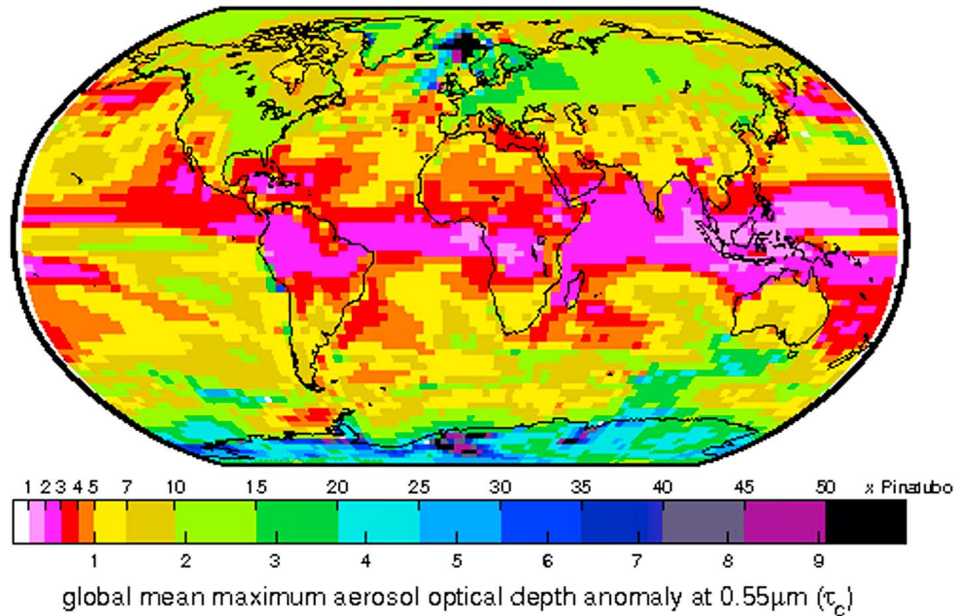 1 2 3 4 5 7 10 15 20 25 30 35 40 45 50 x Pinatubo
1 2 3 4 5 6 7 8 9
global mean maximum aerosol optical depth anomaly at 0.55μm (τc)